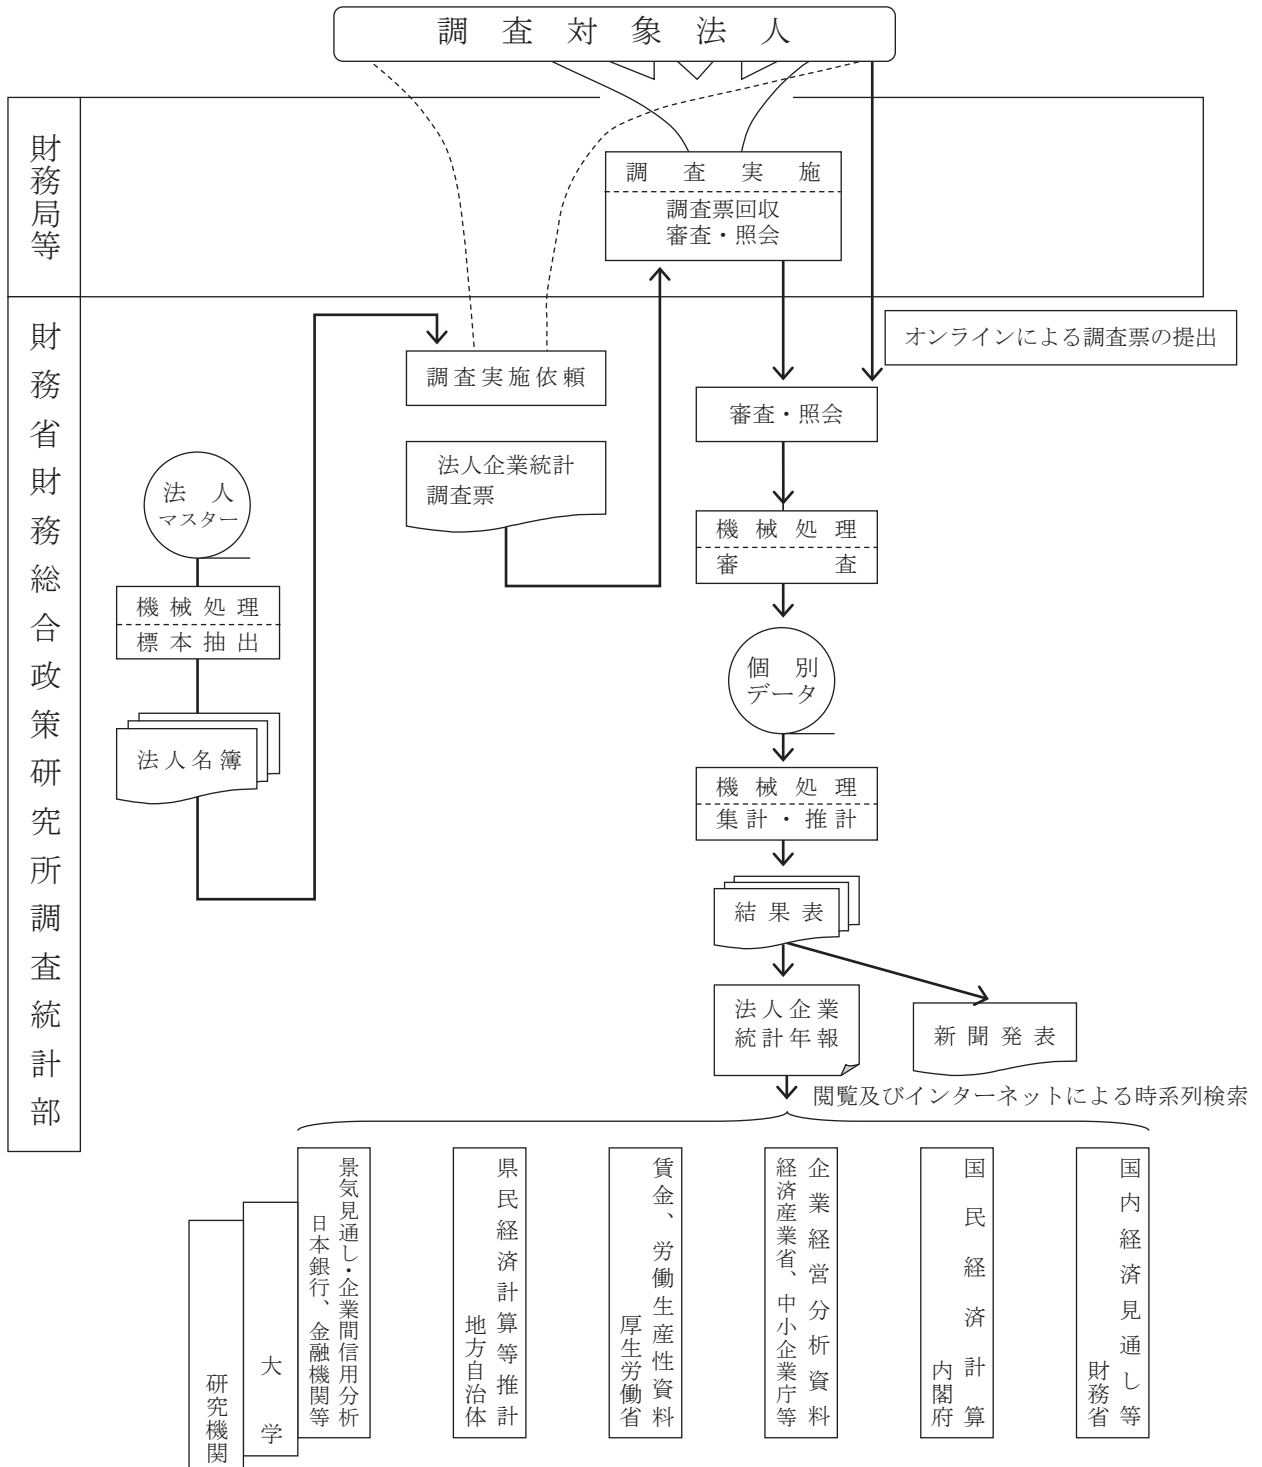 調査対象法人
財務局等
調査実施
調査票回収
審査・照会
財務省財務総合政策研究所調査統計部
オンラインによる調査票の提出
調査実施依頼
審査・照会
法人企業統計
調査票
法人
マスター
機械処理
審査
機械処理
標本抽出
個別
データ
法人名簿
機械処理
集計・推計
結果表
法人企業
統計年報
新聞発表
閲覧及びインターネットによる時系列検索
国内経済見通し等
財務省
国民経済計算
内閣府
企業経営分析資料
経済産業省、中小企業庁等
賃金、労働生産性資料
厚生労働省
県民経済計算等推計
地方自治体
景気見通し・企業間信用分析
日本銀行、金融機関等
大学
研究機関